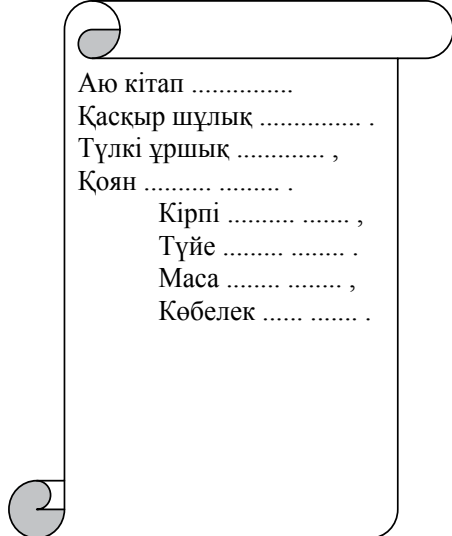 Аю кітап ..............
Қасқыр шұлық ............... .
Түлкі ұршық ............. ,
Қоян .......... ......... .
Кірпі .......... ....... ,
Түйе ......... ........ .
Маса ........ ........ ,
Көбелек ...... ....... .